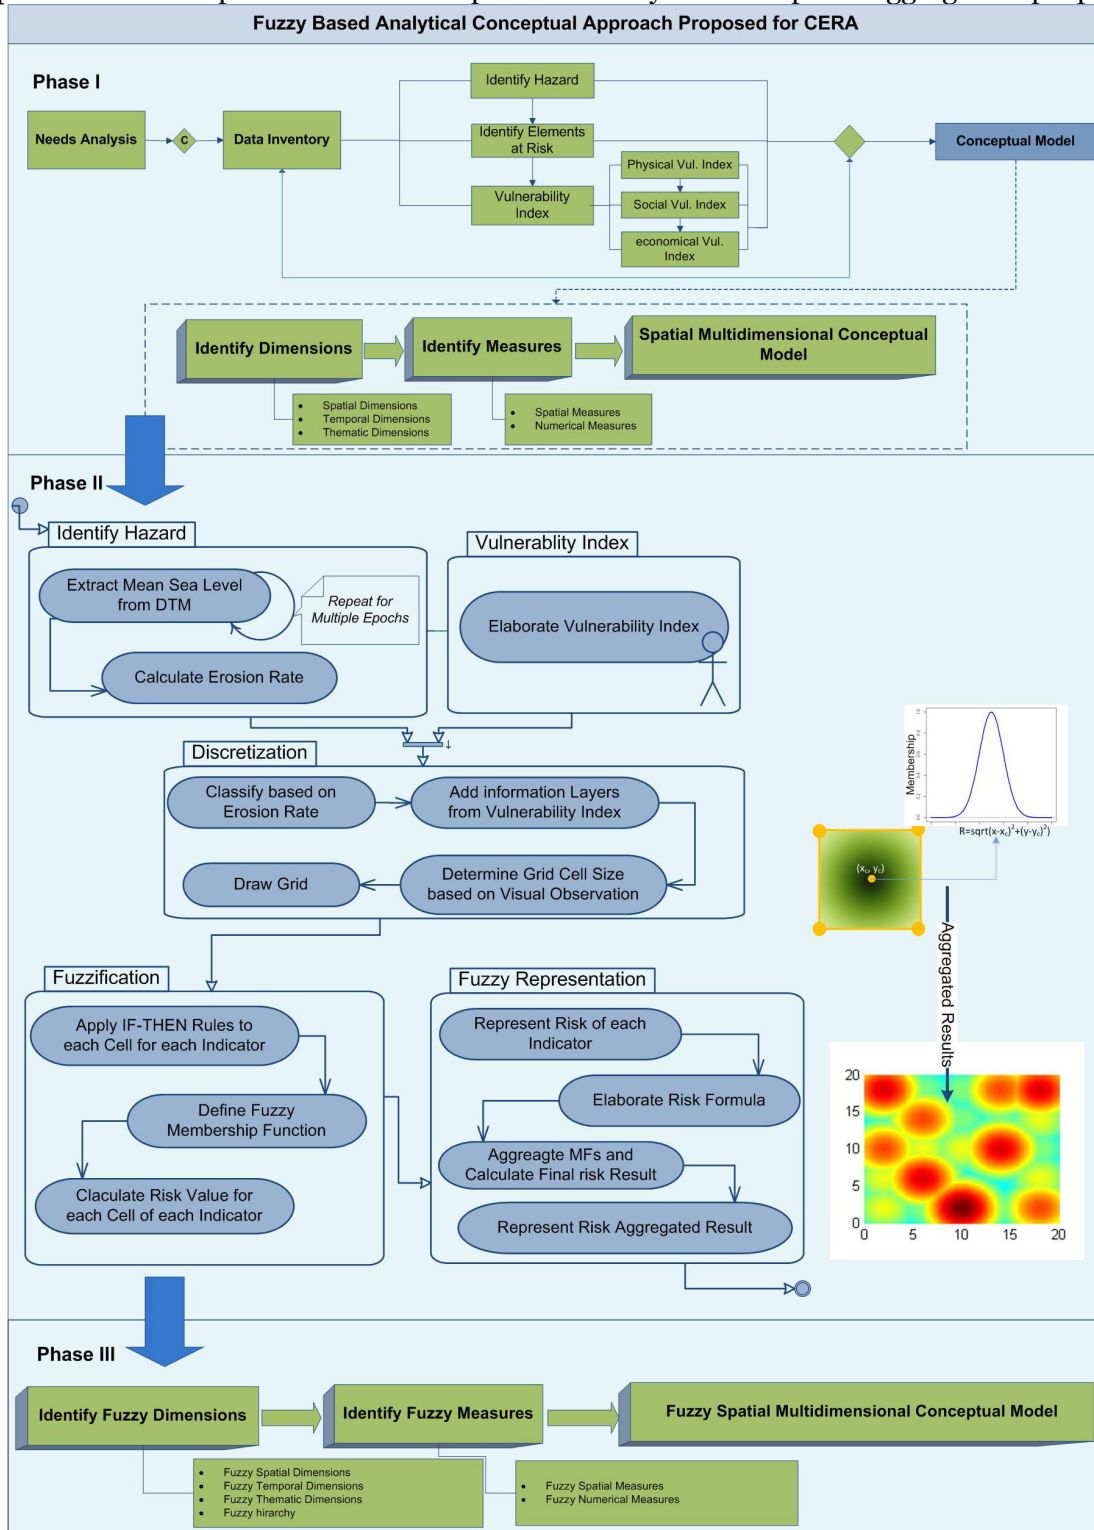 Fuzzy Based Analytical Conceptual Approach Proposed for CERA
Phase I
Needs Analysis
C
Data Inventory
Identify Hazard
Identify Elements
at Risk
Vulnerability
Index
Physical Vul. Index
Social Vul. Index
economical Vul.
Index
Conceptual Model
Identify Dimensions
Identify Measures
Spatial Multidimensional Conceptual
Model
• Spatial Dimensions
• Temporal Dimensions
• Thematic Dimensions
• Spatial Measures
• Numerical Measures
Phase II
Identify Hazard
Extract Mean Sea Level
from DTM
Repeat for
Multiple Epochs
Calculate Erosion Rate
Vulnerablity Index
Elaborate Vulnerability Index
Discretization
Classify based on
Erosion Rate
Add information Layers
from Vulnerability Index
Draw Grid
Determine Grid Cell Size
based on Visual Observation
Membership
R=sqrt(x-x_c)²+(y-y_c)²)
(x_c, y_c)
Aggregated Results
Fuzzification
Apply IF-THEN Rules to
each Cell for each Indicator
Define Fuzzy
Membership Function
Claculate Risk Value for
each Cell of each Indicator
Fuzzy Representation
Represent Risk of each
Indicator
Elaborate Risk Formula
Aggreagte MFs and
Calculate Final risk Result
Represent Risk Aggregated Result
20
15
10
5
0
0 5 10 15 20
Phase III
Identify Fuzzy Dimensions
Identify Fuzzy Measures
Fuzzy Spatial Multidimensional Conceptual Model
• Fuzzy Spatial Dimensions
• Fuzzy Temporal Dimensions
• Fuzzy Thematic Dimensions
• Fuzzy hirarchy
• Fuzzy Spatial Measures
• Fuzzy Numerical Measures